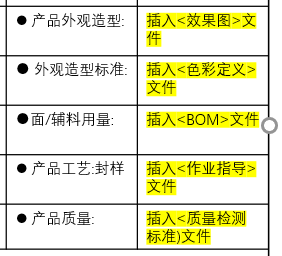 ● 产品外观造型: 插入<效果图>文
件
● 外观造型标准: 插入<色彩定义>
文件
●面/辅料用量: 插入<BOM>文件
● 产品工艺:封样 插入<作业指导>
文件
● 产品质量: 插入<质量检测
标准)文件